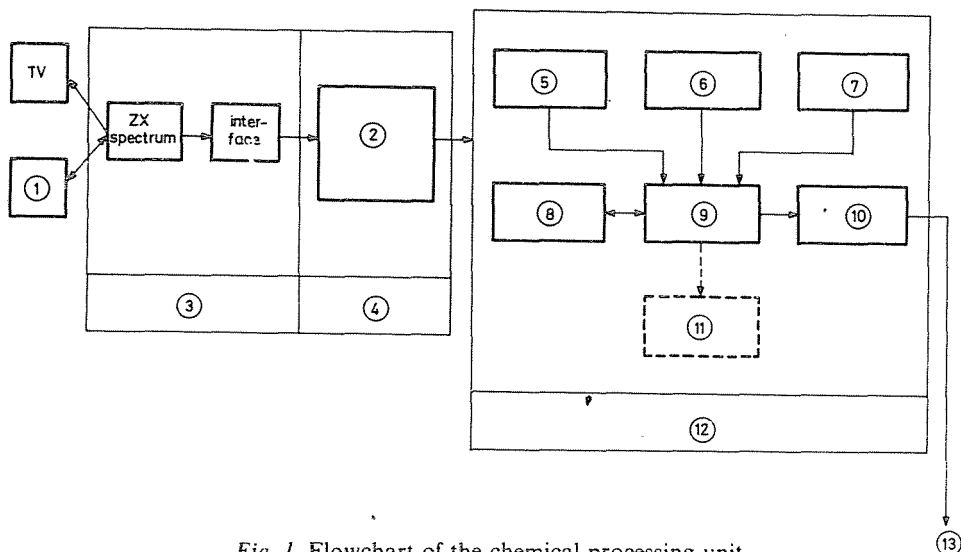 TV
ZX
spectrum
inter-
face
1
2
3
4
5
6
7
8
9
10
11
12
13
Fig. 1. Flowchart of the chemical processing unit